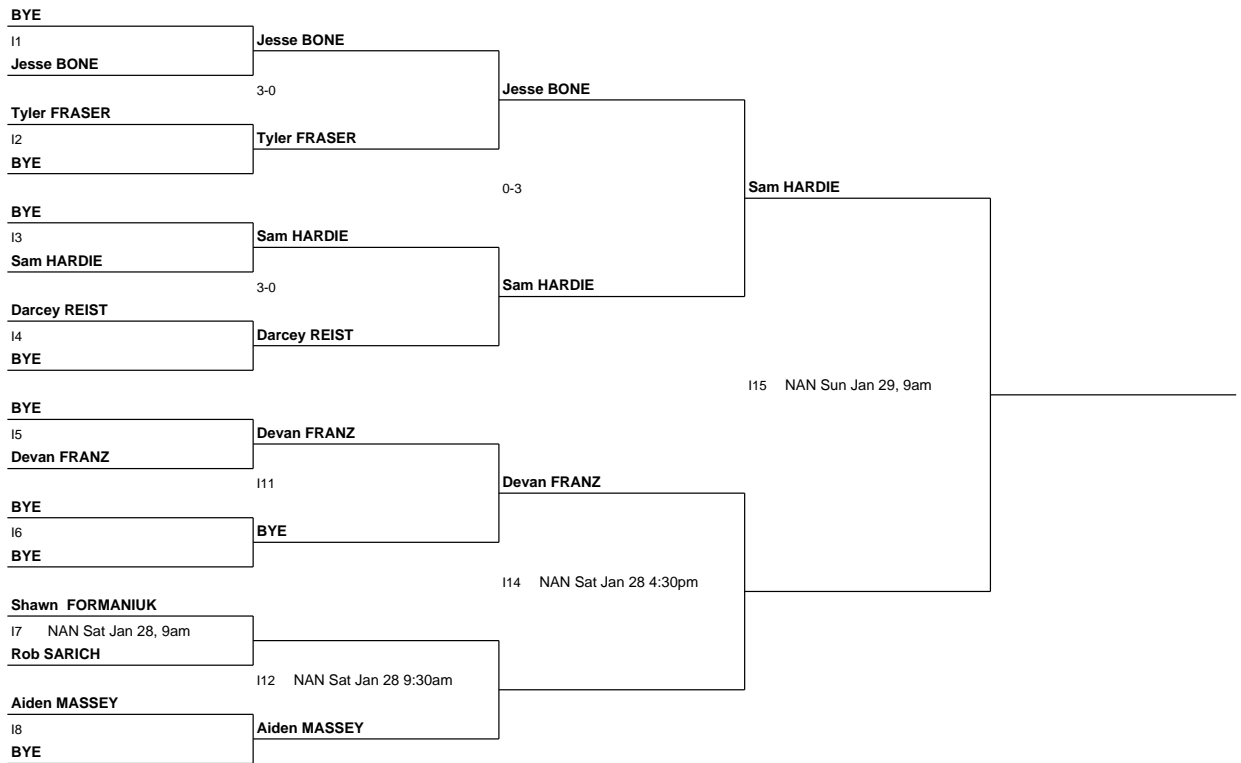 BYE
I1
Jesse BONE
Jesse BONE
3-0
Jesse BONE
Tyler FRASER
I2
BYE
Tyler FRASER
0-3
Sam HARDIE
BYE
I3
Sam HARDIE
Sam HARDIE
3-0
Sam HARDIE
Darcey REIST
I4
BYE
Darcey REIST
I15 NAN Sun Jan 29, 9am
BYE
I5
Devan FRANZ
Devan FRANZ
I11
Devan FRANZ
BYE
I6
BYE
BYE
I14 NAN Sat Jan 28 4:30pm
Shawn FORMANIUK
I7 NAN Sat Jan 28, 9am
Rob SARICH
I12 NAN Sat Jan 28 9:30am
Aiden MASSEY
I8
BYE
Aiden MASSEY